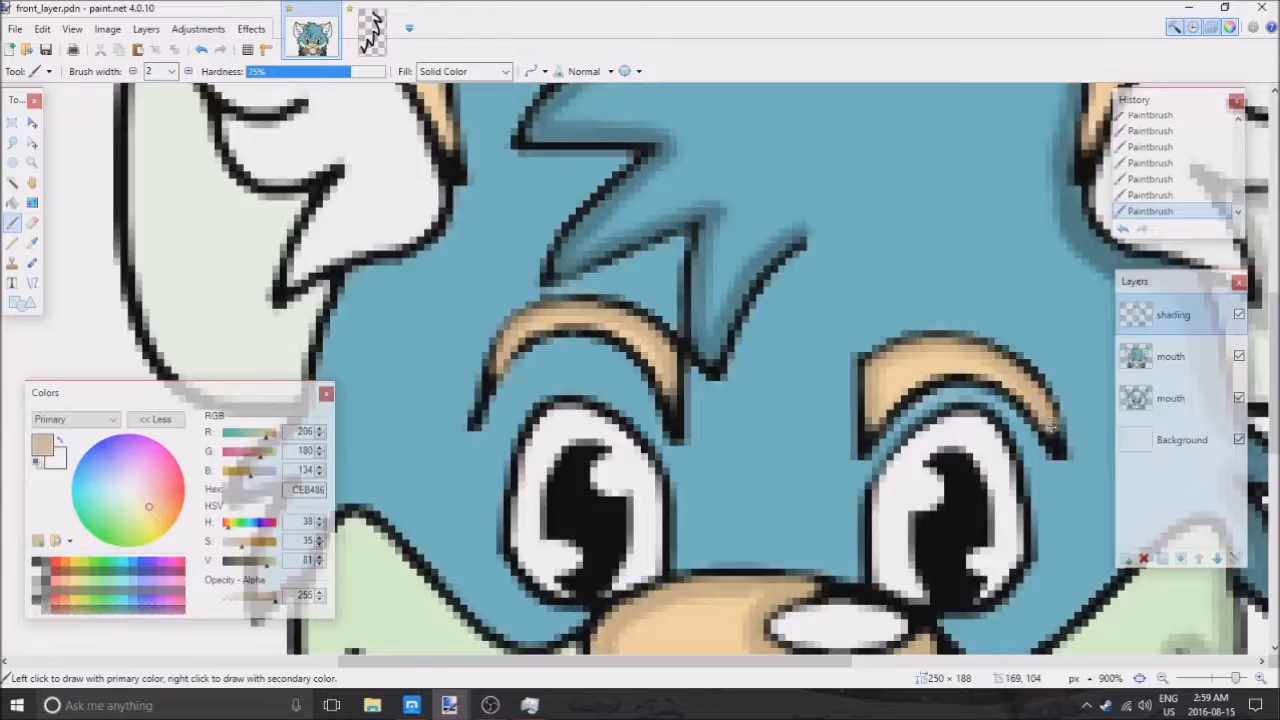 front_layer.pdn - paint.net 4.0.10
File Edit View Image Layers Adjustments Effects
Tool: Brush width: 2 Hardness: 75% Fill: Solid Color Normal
To...
History
Paintbrush
Paintbrush
Paintbrush
Paintbrush
Paintbrush
Paintbrush
Paintbrush
Layers
shading
mouth
mouth
Background
Colors
Primary << Less
RGB
R: 206
G: 180
B: 134
Hex: CEB486
HSV
H: 38
S: 35
V: 81
Opacity - Alpha
255
Left click to draw with primary color, right click to draw with secondary color. 250 × 188 169, 104 px 900%
Ask me anything
ENG 2:59 AM
US 2016-08-15